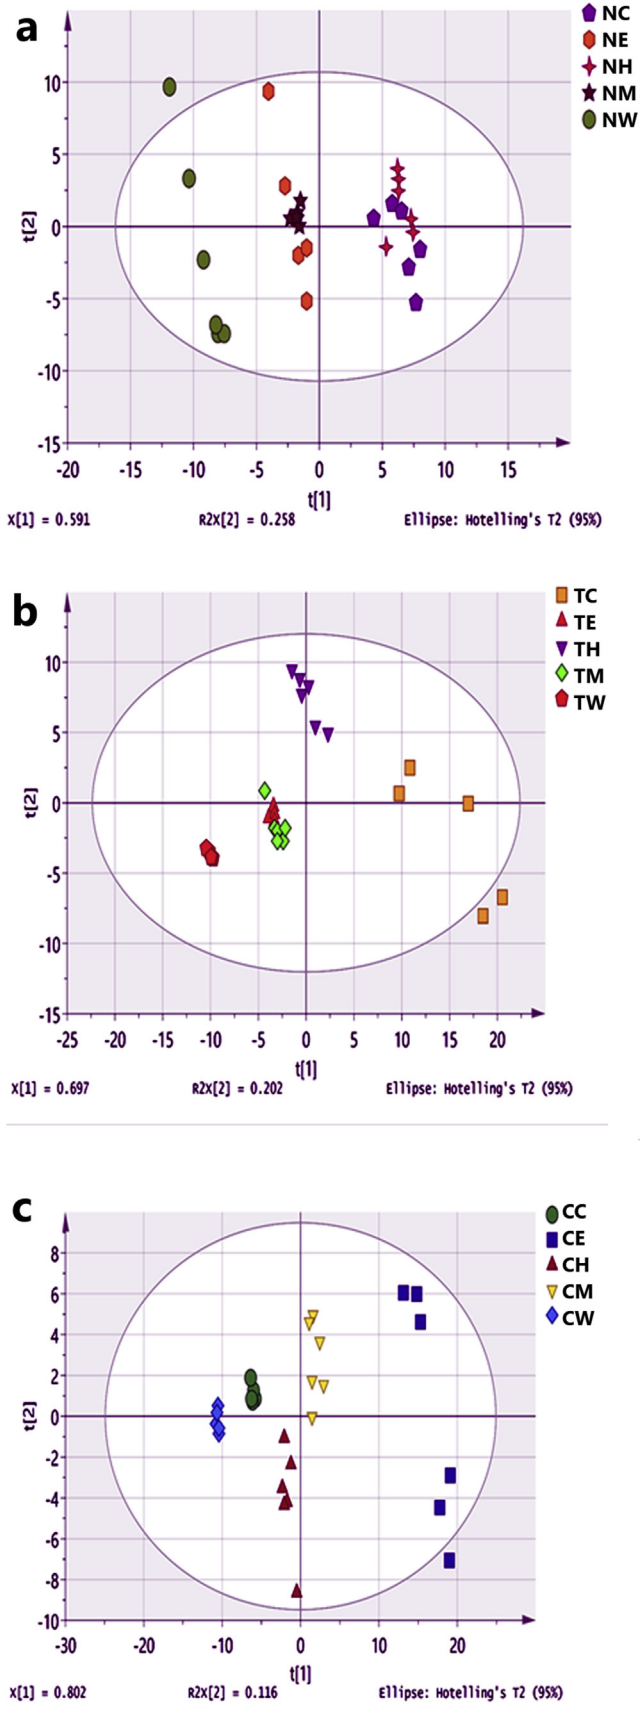 a
NC
NE
NH
NM
NW
10
5
0
-5
-10
-15
t[2]
-20 -15 -10 -5 0 5 10 15
t[1]
X[1] = 0.591 R2X[2] = 0.258 Ellipse: Hotelling's T2 (95%)
b
TC
TE
TH
TM
TW
10
5
0
-5
-10
-15
t[2]
-25 -20 -15 -10 -5 0 5 10 15 20
t[1]
X[1] = 0.697 R2X[2] = 0.202 Ellipse: Hotelling's T2 (95%)
c
CC
CE
CH
CM
CW
8
6
4
2
0
-2
-4
-6
-8
-10
t[2]
-30 -20 -10 0 10 20
t[1]
X[1] = 0.802 R2X[2] = 0.116 Ellipse: Hotelling's T2 (95%)